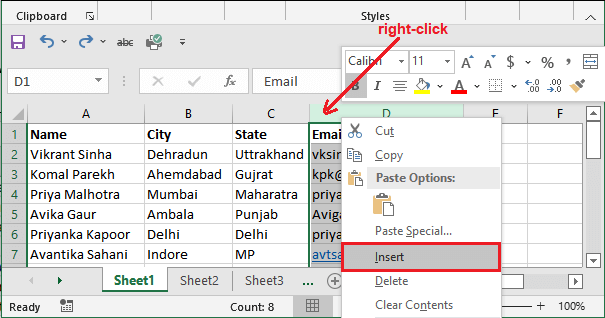 Clipboard
Styles
right-click
Calibri 11 A^ A˅ $ % ,
B I A .00
D1 fx Email
A B C D E F
1 Name City State Emai
2 Vikrant Sinha Dehradun Uttrakhand vksin
3 Komal Parekh Ahemdabad Gujrat kpk@
4 Priya Malhotra Mumbai Maharatra priya
5 Avika Gaur Ambala Punjab Aviga
6 Priyanka Kapoor Delhi Delhi priya
7 Avantika Sahani Indore MP avtsa
Cut
Copy
Paste Options:
Paste Special...
Insert
Delete
Clear Contents
Sheet1 Sheet2 Sheet3 ...
Ready Count: 8 100%